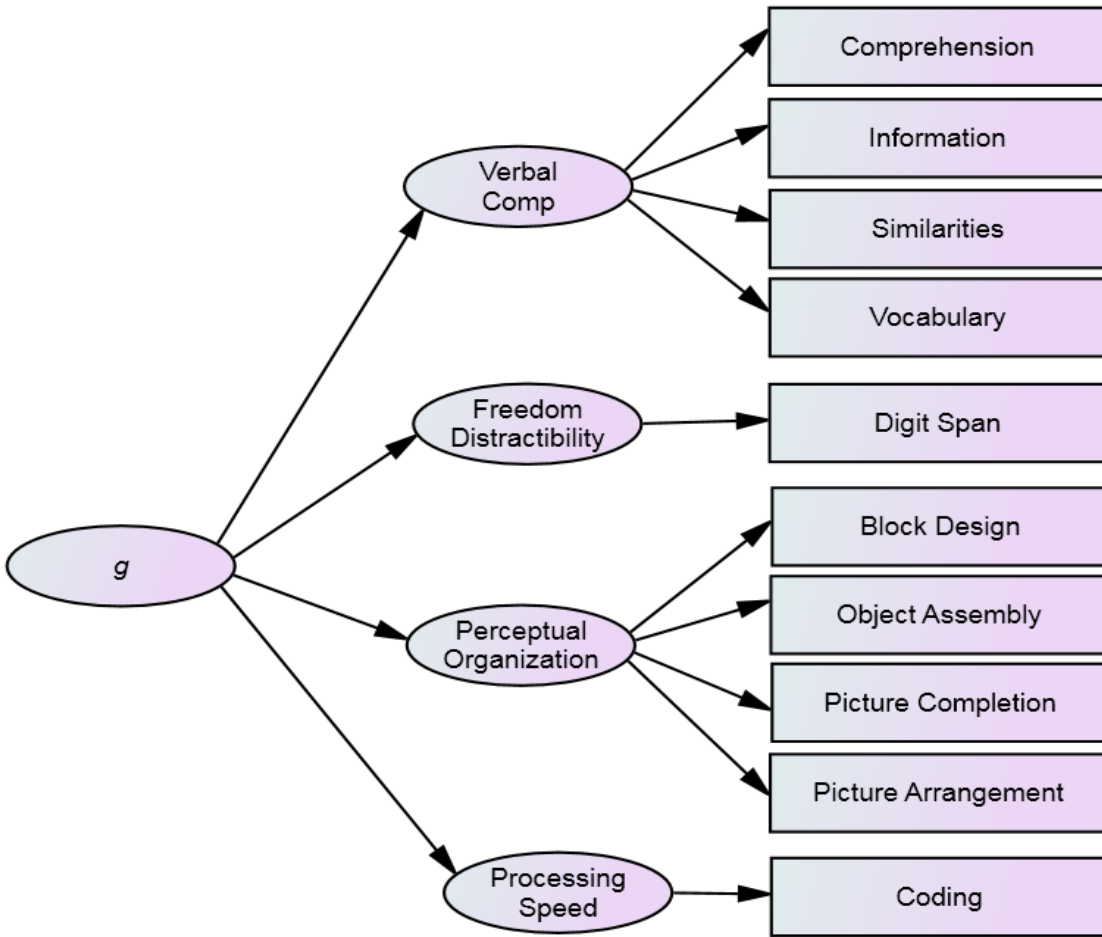 Comprehension
Information
Verbal
Comp
Similarities
Vocabulary
Freedom
Distractibility
Digit Span
Block Design
g
Object Assembly
Perceptual
Organization
Picture Completion
Picture Arrangement
Processing
Speed
Coding